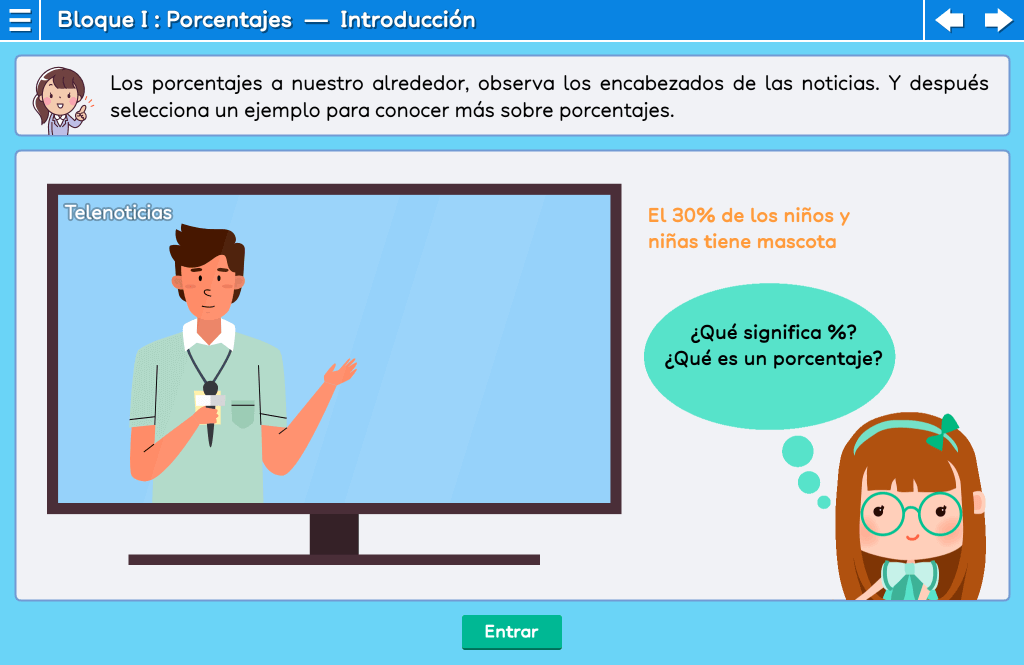 Bloque I : Porcentajes — Introducción
Los porcentajes a nuestro alrededor, observa los encabezados de las noticias. Y después
selecciona un ejemplo para conocer más sobre porcentajes.
Telenoticias
El 30% de los niños y
niñas tiene mascota
¿Qué significa %?
¿Qué es un porcentaje?
Entrar